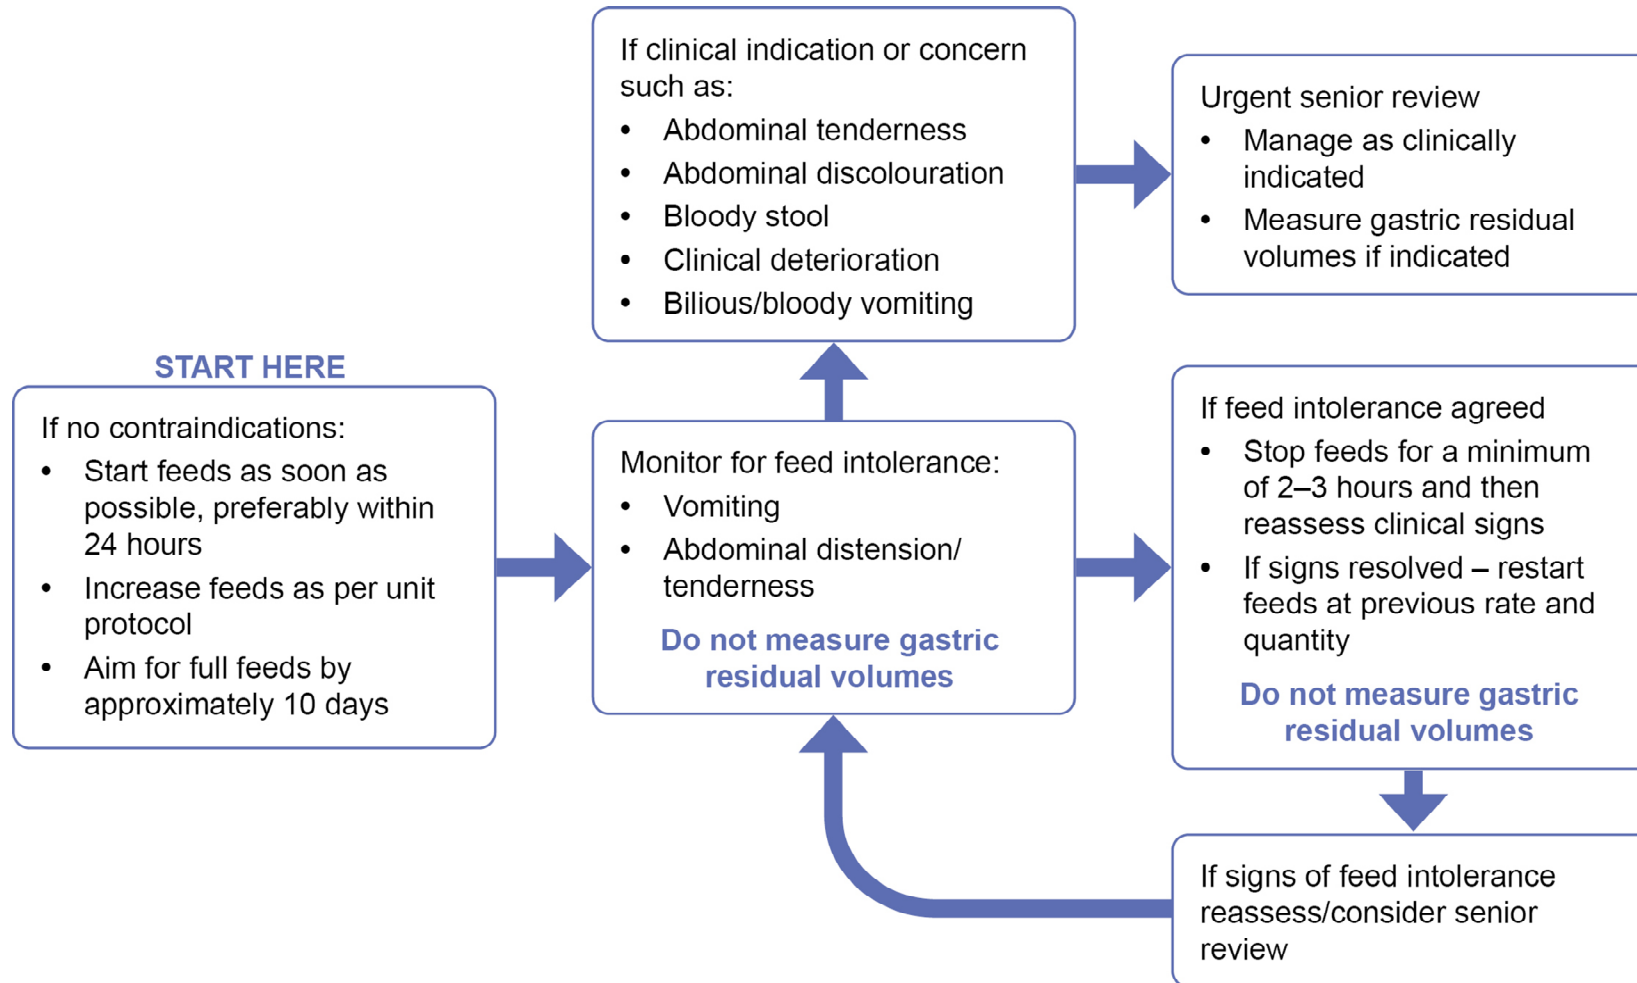 START HERE
If no contraindications:
• Start feeds as soon as
possible, preferably within
24 hours
• Increase feeds as per unit
protocol
• Aim for full feeds by
approximately 10 days
Monitor for feed intolerance:
• Vomiting
• Abdominal distension/
tenderness
Do not measure gastric
residual volumes
If clinical indication or concern
such as:
• Abdominal tenderness
• Abdominal discolouration
• Bloody stool
• Clinical deterioration
• Bilious/bloody vomiting
Urgent senior review
• Manage as clinically
indicated
• Measure gastric residual
volumes if indicated
If feed intolerance agreed
• Stop feeds for a minimum
of 2–3 hours and then
reassess clinical signs
• If signs resolved – restart
feeds at previous rate and
quantity
Do not measure gastric
residual volumes
If signs of feed intolerance
reassess/consider senior
review